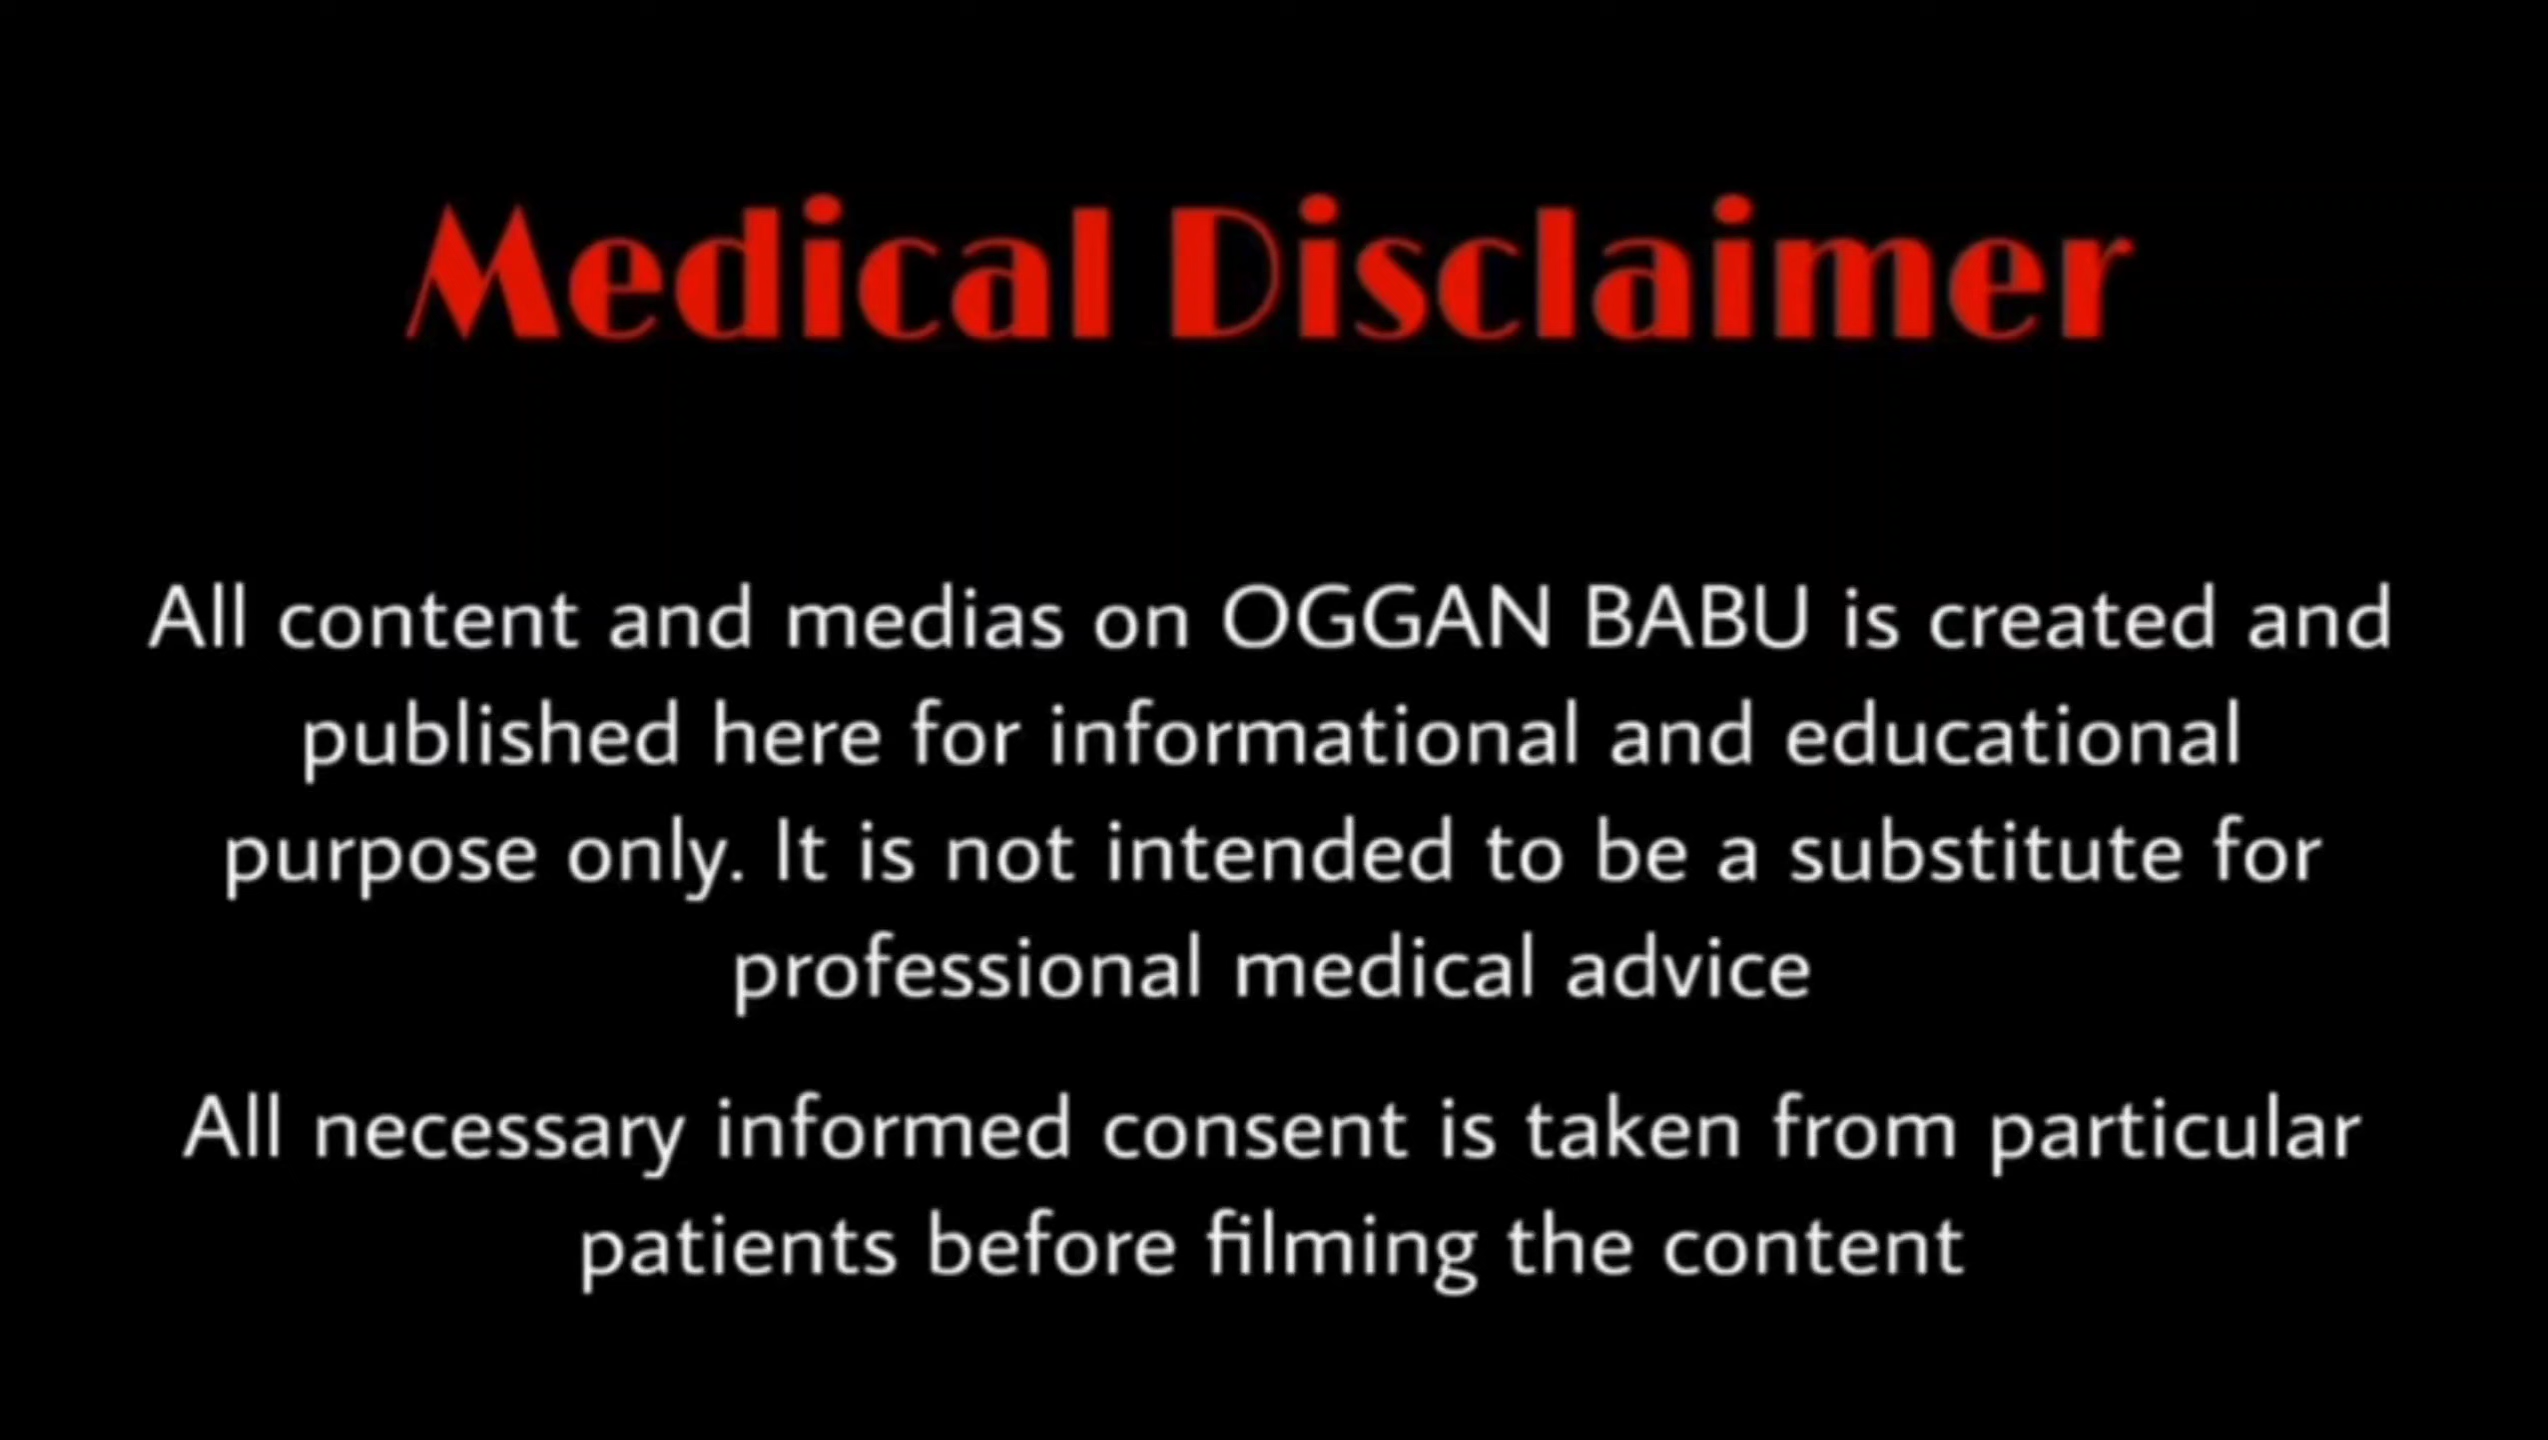 Medical Disclaimer
All content and medias on OGGAN BABU is created and
published here for informational and educational
purpose only. It is not intended to be a substitute for
professional medical advice
All necessary informed consent is taken from particular
patients before filming the content